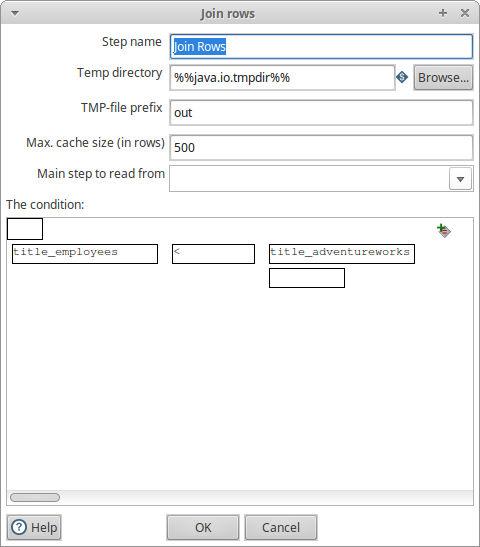 Join rows
Step name Join Rows
Temp directory %%java.io.tmpdir%% Browse...
TMP-file prefix out
Max. cache size (in rows) 500
Main step to read from
The condition:
title_employees < title_adventureworks
Help OK Cancel